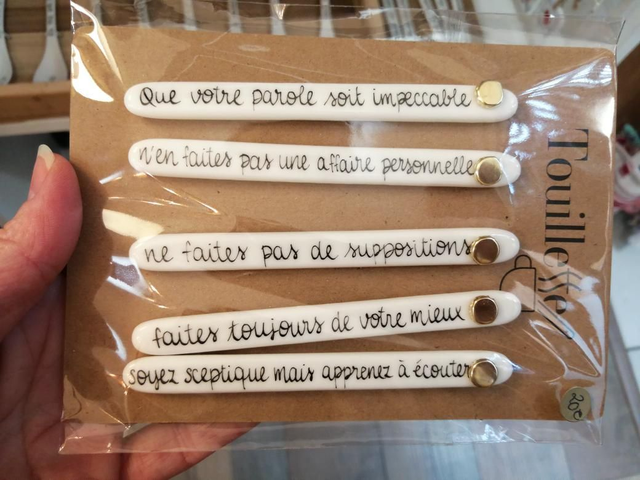 Que votre parole soit impeccable
n'en faites pas une affaire personnelle
ne faites pas de suppositions
faites toujours de votre mieux
soyez sceptique mais apprenez à écouter
Touillettes
20€